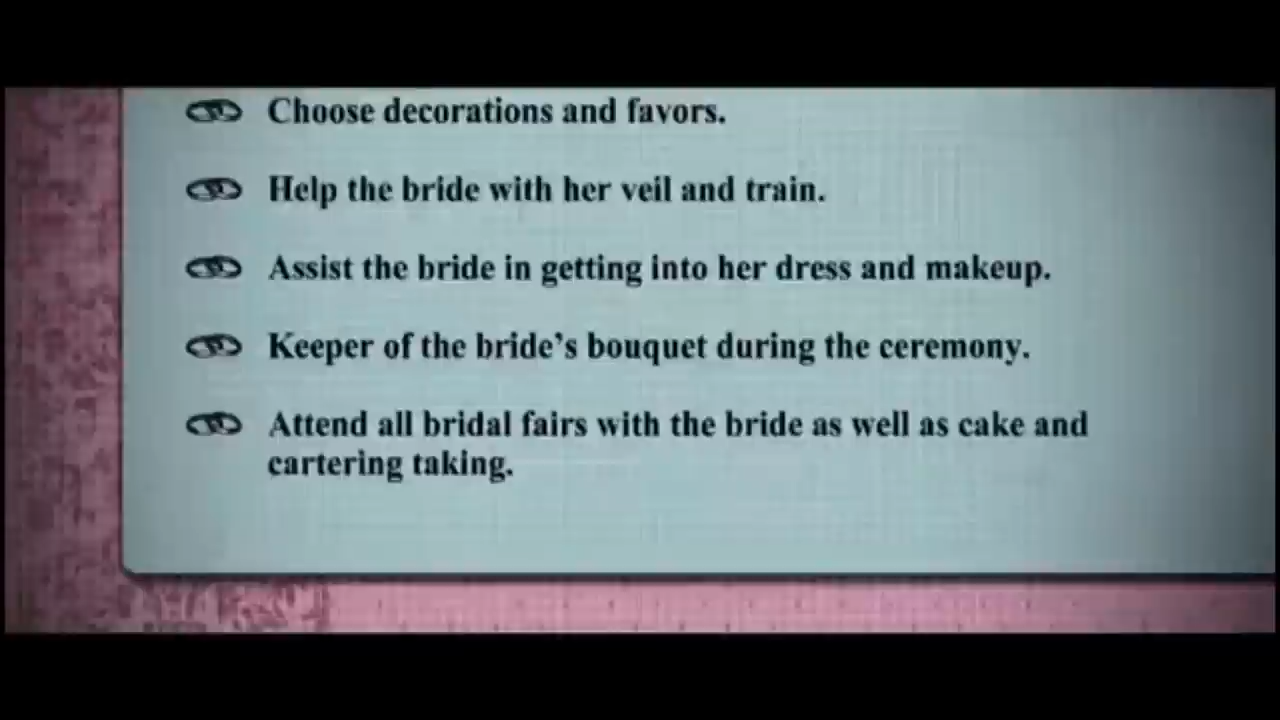 Choose decorations and favors.
Help the bride with her veil and train.
Assist the bride in getting into her dress and makeup.
Keeper of the bride’s bouquet during the ceremony.
Attend all bridal fairs with the bride as well as cake and
cartering taking.